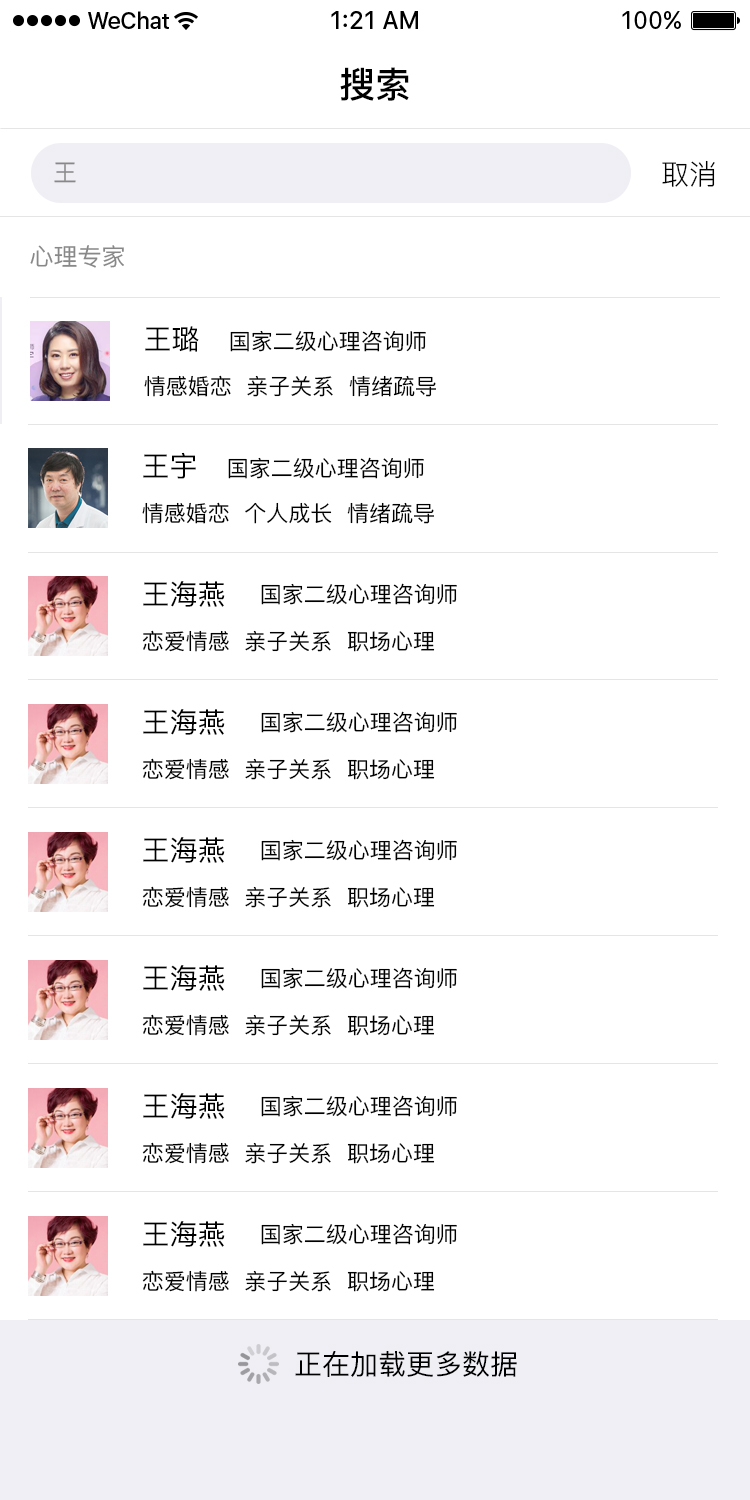 WeChat 1:21 AM 100%
搜索
王 取消
心理专家
王璐 国家二级心理咨询师
情感婚恋 亲子关系 情绪疏导
王宇 国家二级心理咨询师
情感婚恋 个人成长 情绪疏导
王海燕 国家二级心理咨询师
恋爱情感 亲子关系 职场心理
王海燕 国家二级心理咨询师
恋爱情感 亲子关系 职场心理
王海燕 国家二级心理咨询师
恋爱情感 亲子关系 职场心理
王海燕 国家二级心理咨询师
恋爱情感 亲子关系 职场心理
王海燕 国家二级心理咨询师
恋爱情感 亲子关系 职场心理
王海燕 国家二级心理咨询师
恋爱情感 亲子关系 职场心理
正在加载更多数据